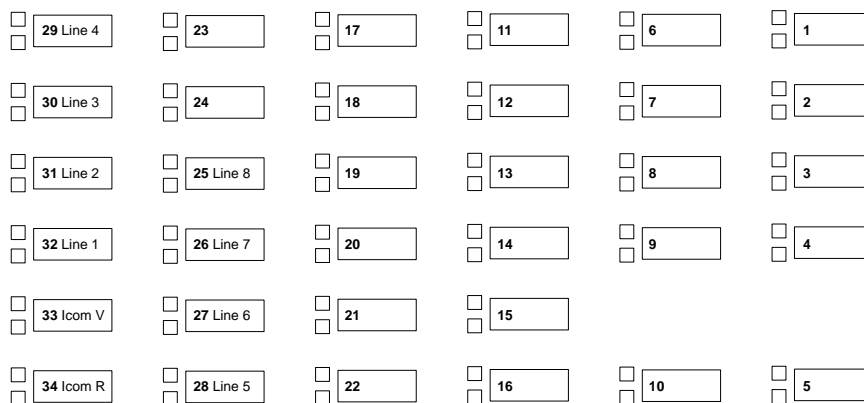 29 Line 4 23 17 11 6 1
30 Line 3 24 18 12 7 2
31 Line 2 25 Line 8 19 13 8 3
32 Line 1 26 Line 7 20 14 9 4
33 Icom V 27 Line 6 21 15
34 Icom R 28 Line 5 22 16 10 5